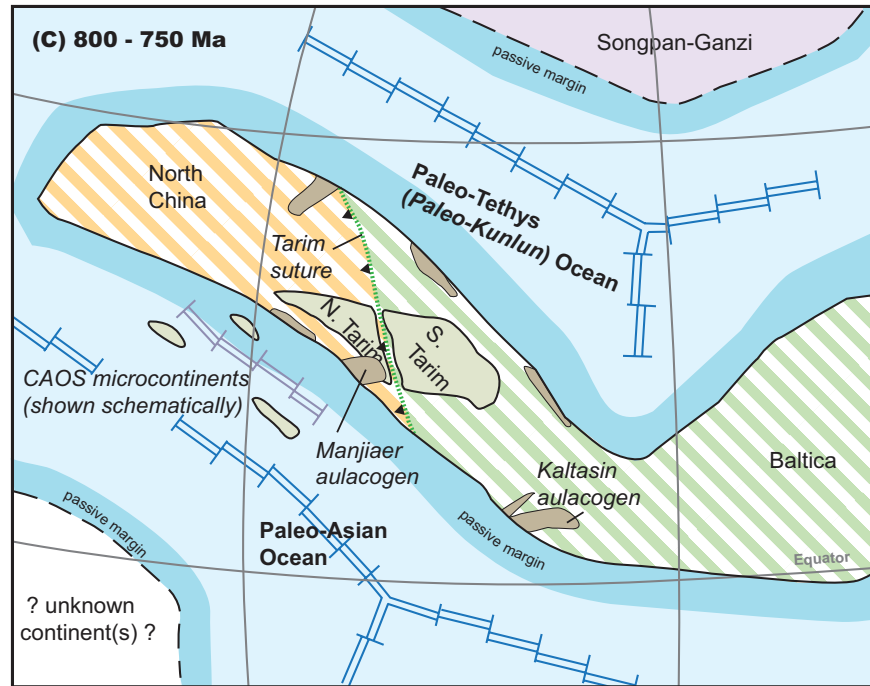 (C) 800 - 750 Ma
Songpan-Ganzi
passive margin
North
China
Paleo-Tethys
(Paleo-Kunlun) Ocean
Tarim
suture
N. Tarim
S.
Tarim
CAOS microcontinents
(shown schematically)
Manjiaer
aulacogen
Kaltasin
aulacogen
Baltica
passive margin
Paleo-Asian
Ocean
passive margin
Equator
? unknown
continent(s) ?